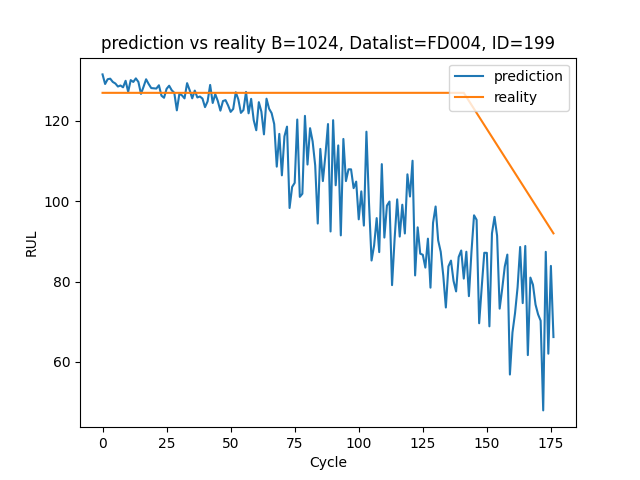 prediction vs reality B=1024, Datalist=FD004, ID=199
prediction
reality
120
100
80
60
RUL
0 25 50 75 100 125 150 175
Cycle